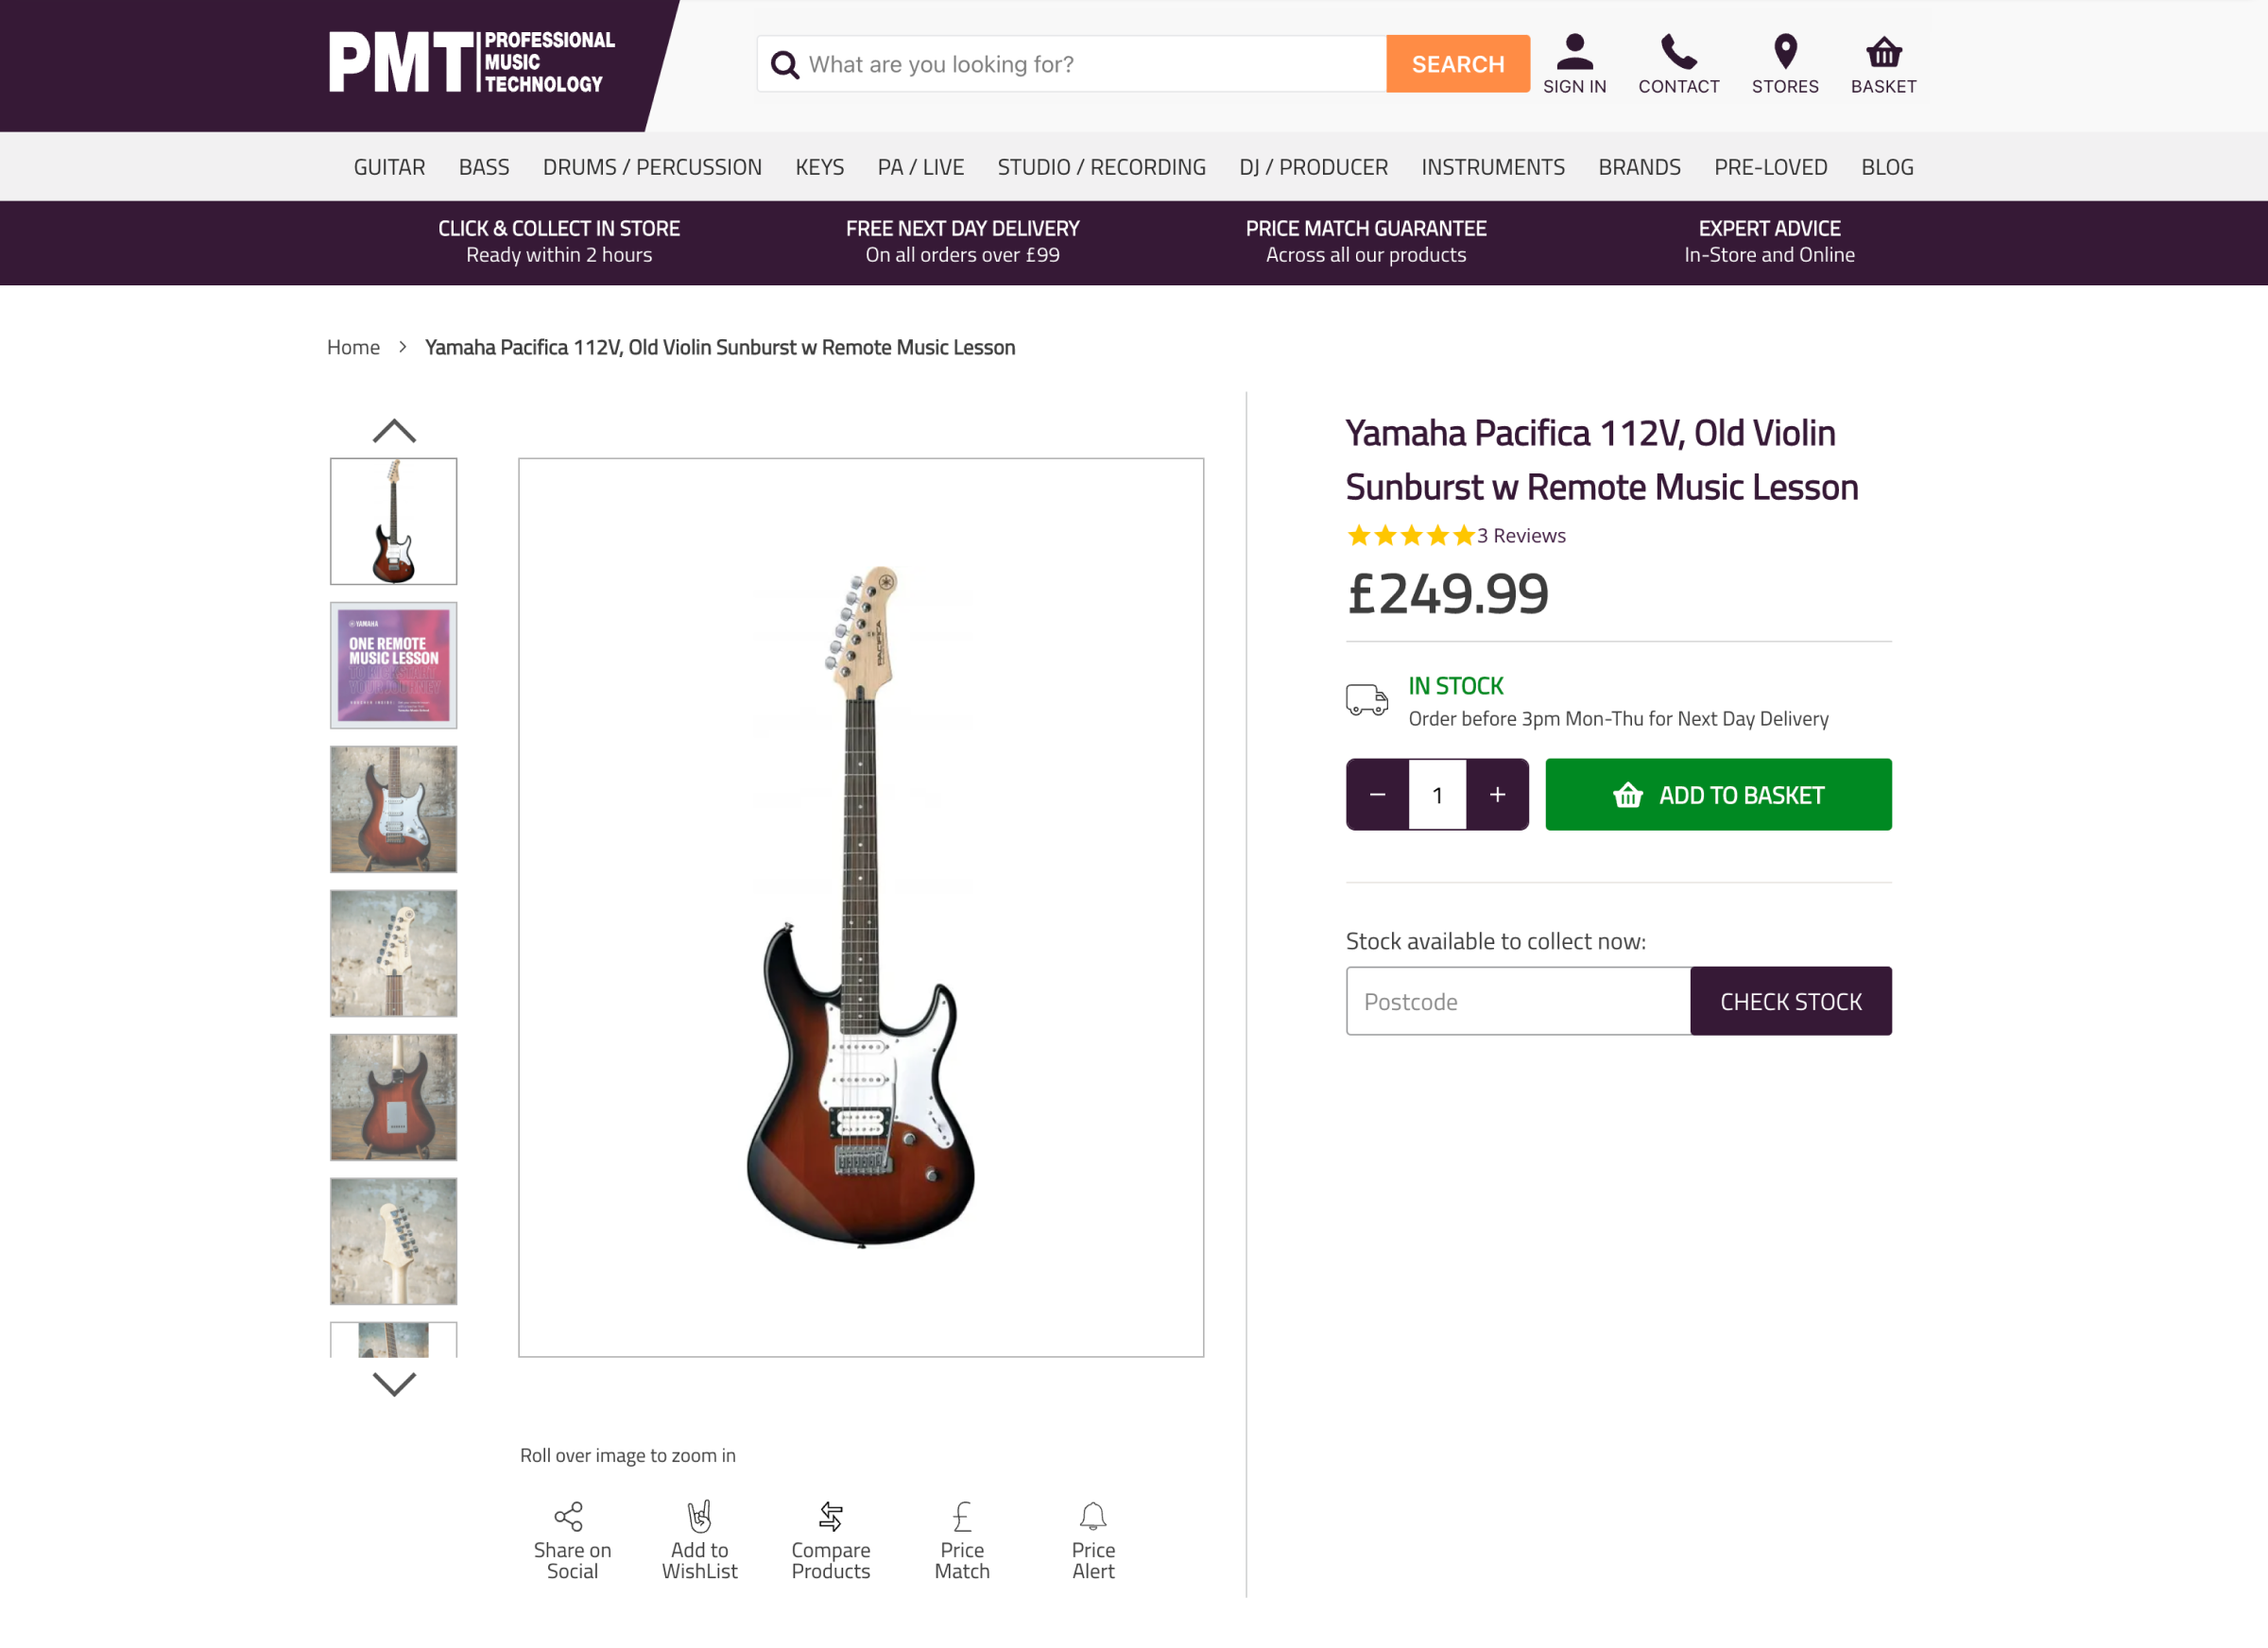 PMT PROFESSIONAL
MUSIC
TECHNOLOGY
What are you looking for?
SEARCH
SIGN IN
CONTACT
STORES
BASKET
GUITAR BASS DRUMS / PERCUSSION KEYS PA / LIVE STUDIO / RECORDING DJ / PRODUCER INSTRUMENTS BRANDS PRE-LOVED BLOG
CLICK & COLLECT IN STORE
Ready within 2 hours
FREE NEXT DAY DELIVERY
On all orders over £99
PRICE MATCH GUARANTEE
Across all our products
EXPERT ADVICE
In-Store and Online
Home > Yamaha Pacifica 112V, Old Violin Sunburst w Remote Music Lesson
YAMAHA
ONE REMOTE
MUSIC LESSON
PACIFICA
Roll over image to zoom in
Share on
Social
Add to
WishList
Compare
Products
£
Price
Match
Price
Alert
Yamaha Pacifica 112V, Old Violin
Sunburst w Remote Music Lesson
3 Reviews
£249.99
IN STOCK
Order before 3pm Mon-Thu for Next Day Delivery
− 1 +
ADD TO BASKET
Stock available to collect now:
Postcode
CHECK STOCK